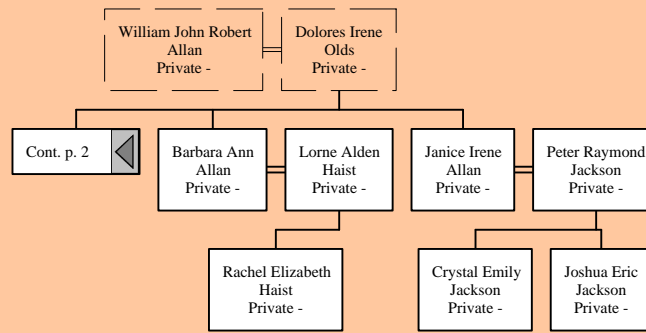 William John Robert
Allan
Private -
Dolores Irene
Olds
Private -
Cont. p. 2
Barbara Ann
Allan
Private -
Lorne Alden
Haist
Private -
Janice Irene
Allan
Private -
Peter Raymond
Jackson
Private -
Rachel Elizabeth
Haist
Private -
Crystal Emily
Jackson
Private -
Joshua Eric
Jackson
Private -